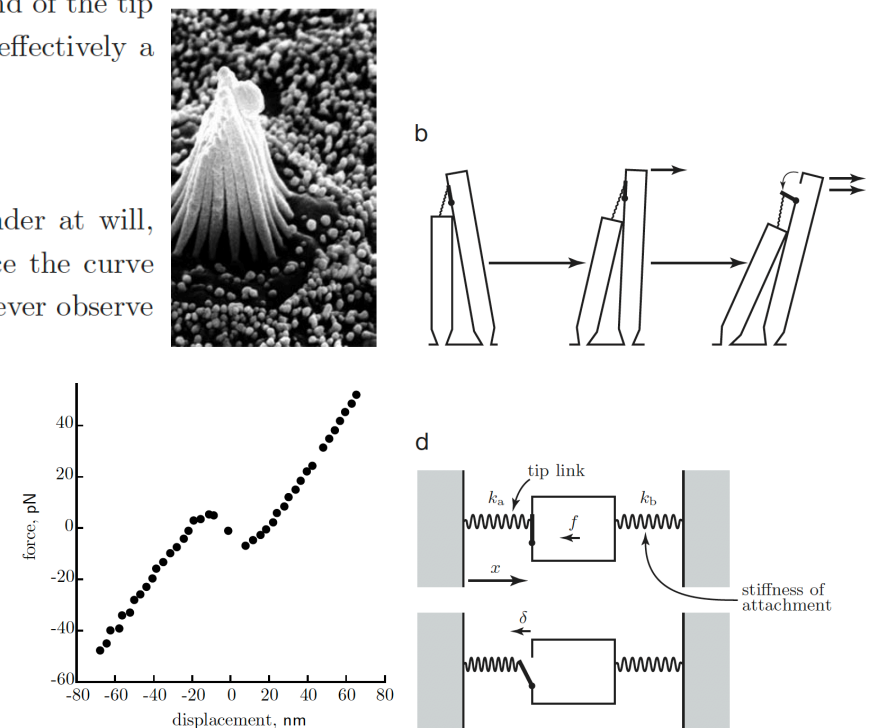 nd of the tip
effectively a
nder at will,
ce the curve
ever observe
b
force, pN
40
20
0
-20
-40
-60
-80 -60 -40 -20 0 20 40 60 80
displacement, nm
d
tip link
ka
kb
f
x
stiffness of
attachment
δ